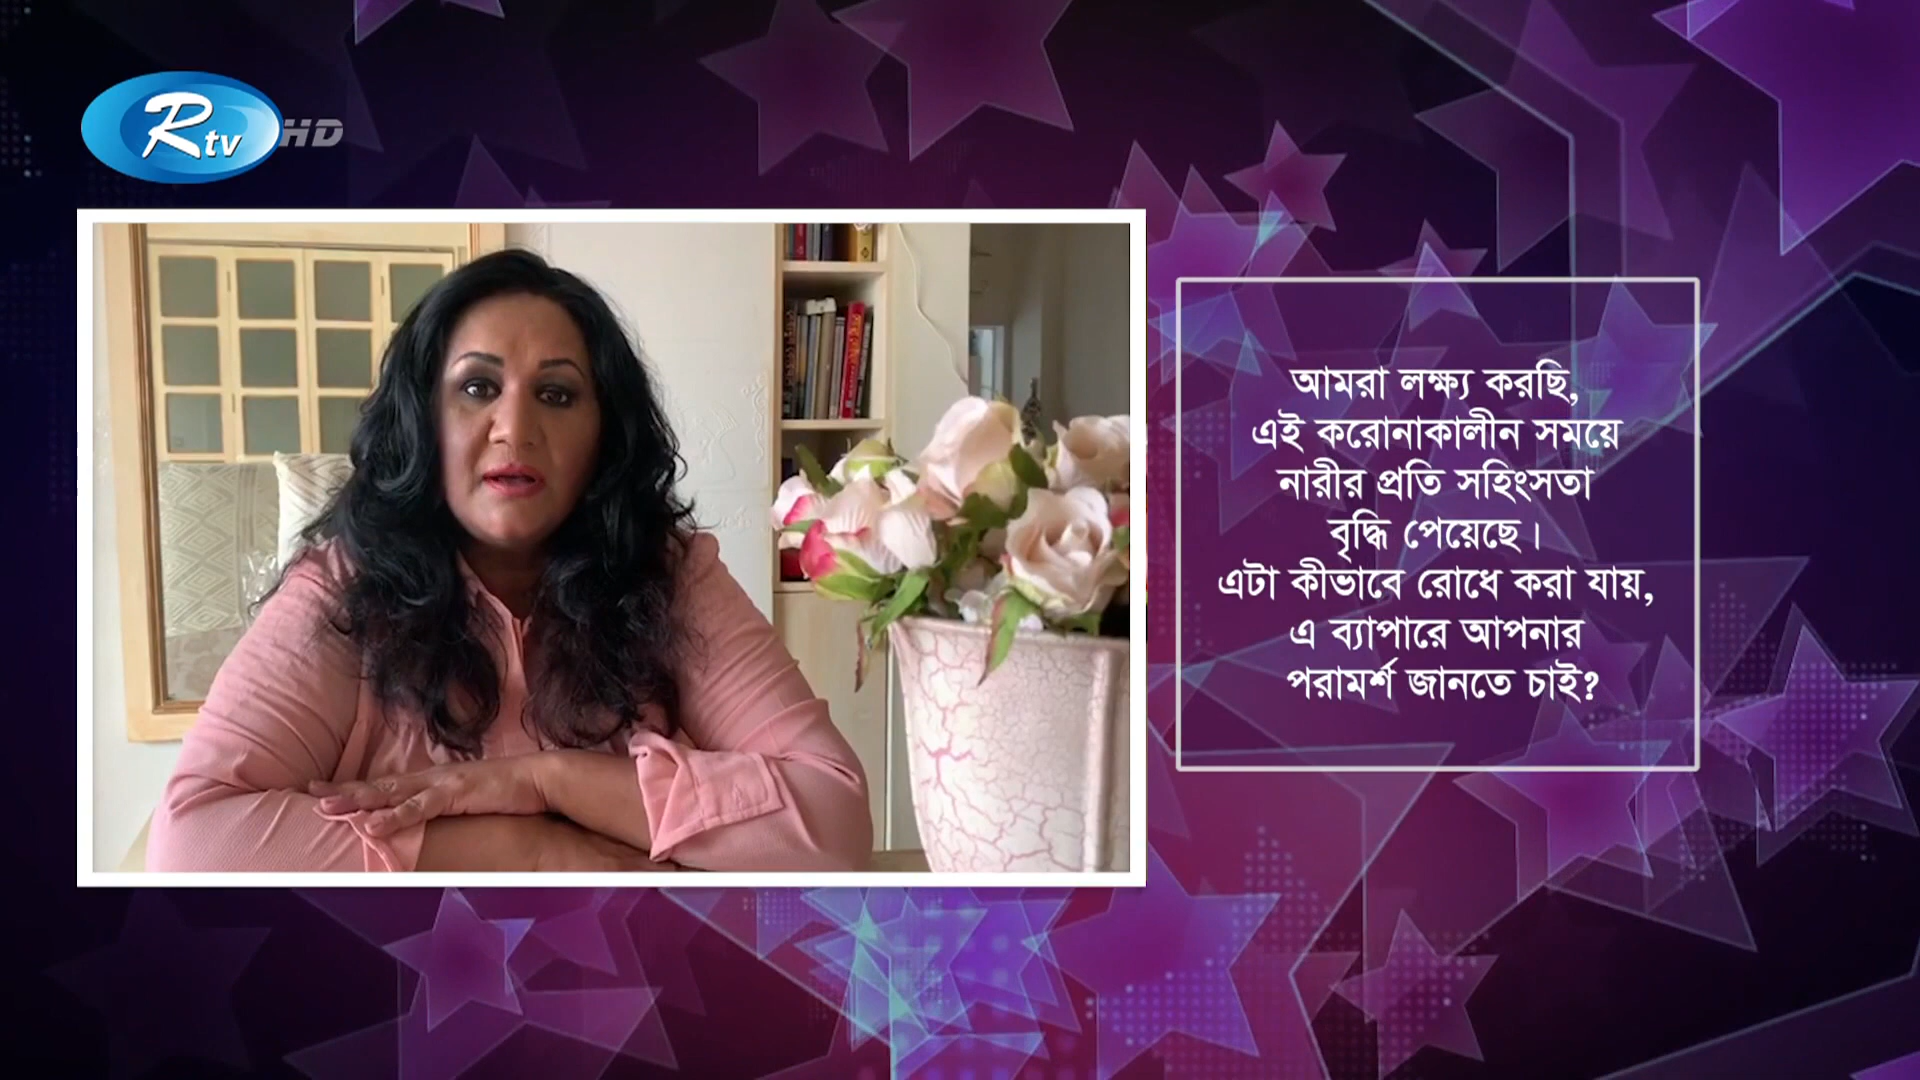 Rtv HD
আমরা লক্ষ্য করছি,
এই করোনাকালীন সময়ে
নারীর প্রতি সহিংসতা
বৃদ্ধি পেয়েছে।
এটা কীভাবে রোধে করা যায়,
এ ব্যাপারে আপনার
পরামর্শ জানতে চাই?